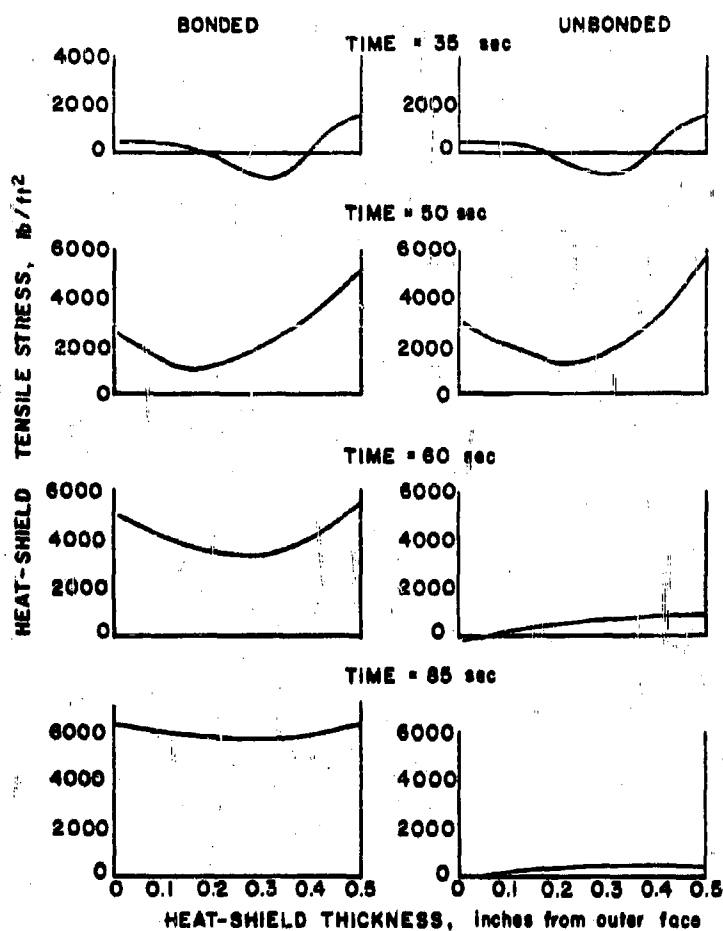 BONDED
UNBONDED
TIME = 35 sec
4000
2000
0
2000
0
TIME = 50 sec
6000
4000
2000
0
6000
4000
2000
0
TIME = 60 sec
6000
4000
2000
0
6000
4000
2000
0
TIME = 85 sec
6000
4000
2000
0
6000
4000
2000
0
0 0.1 0.2 0.3 0.4 0.5
0 0.1 0.2 0.3 0.4 0.5
HEAT-SHIELD THICKNESS, inches from outer face
HEAT-SHIELD TENSILE STRESS, lb/ft²